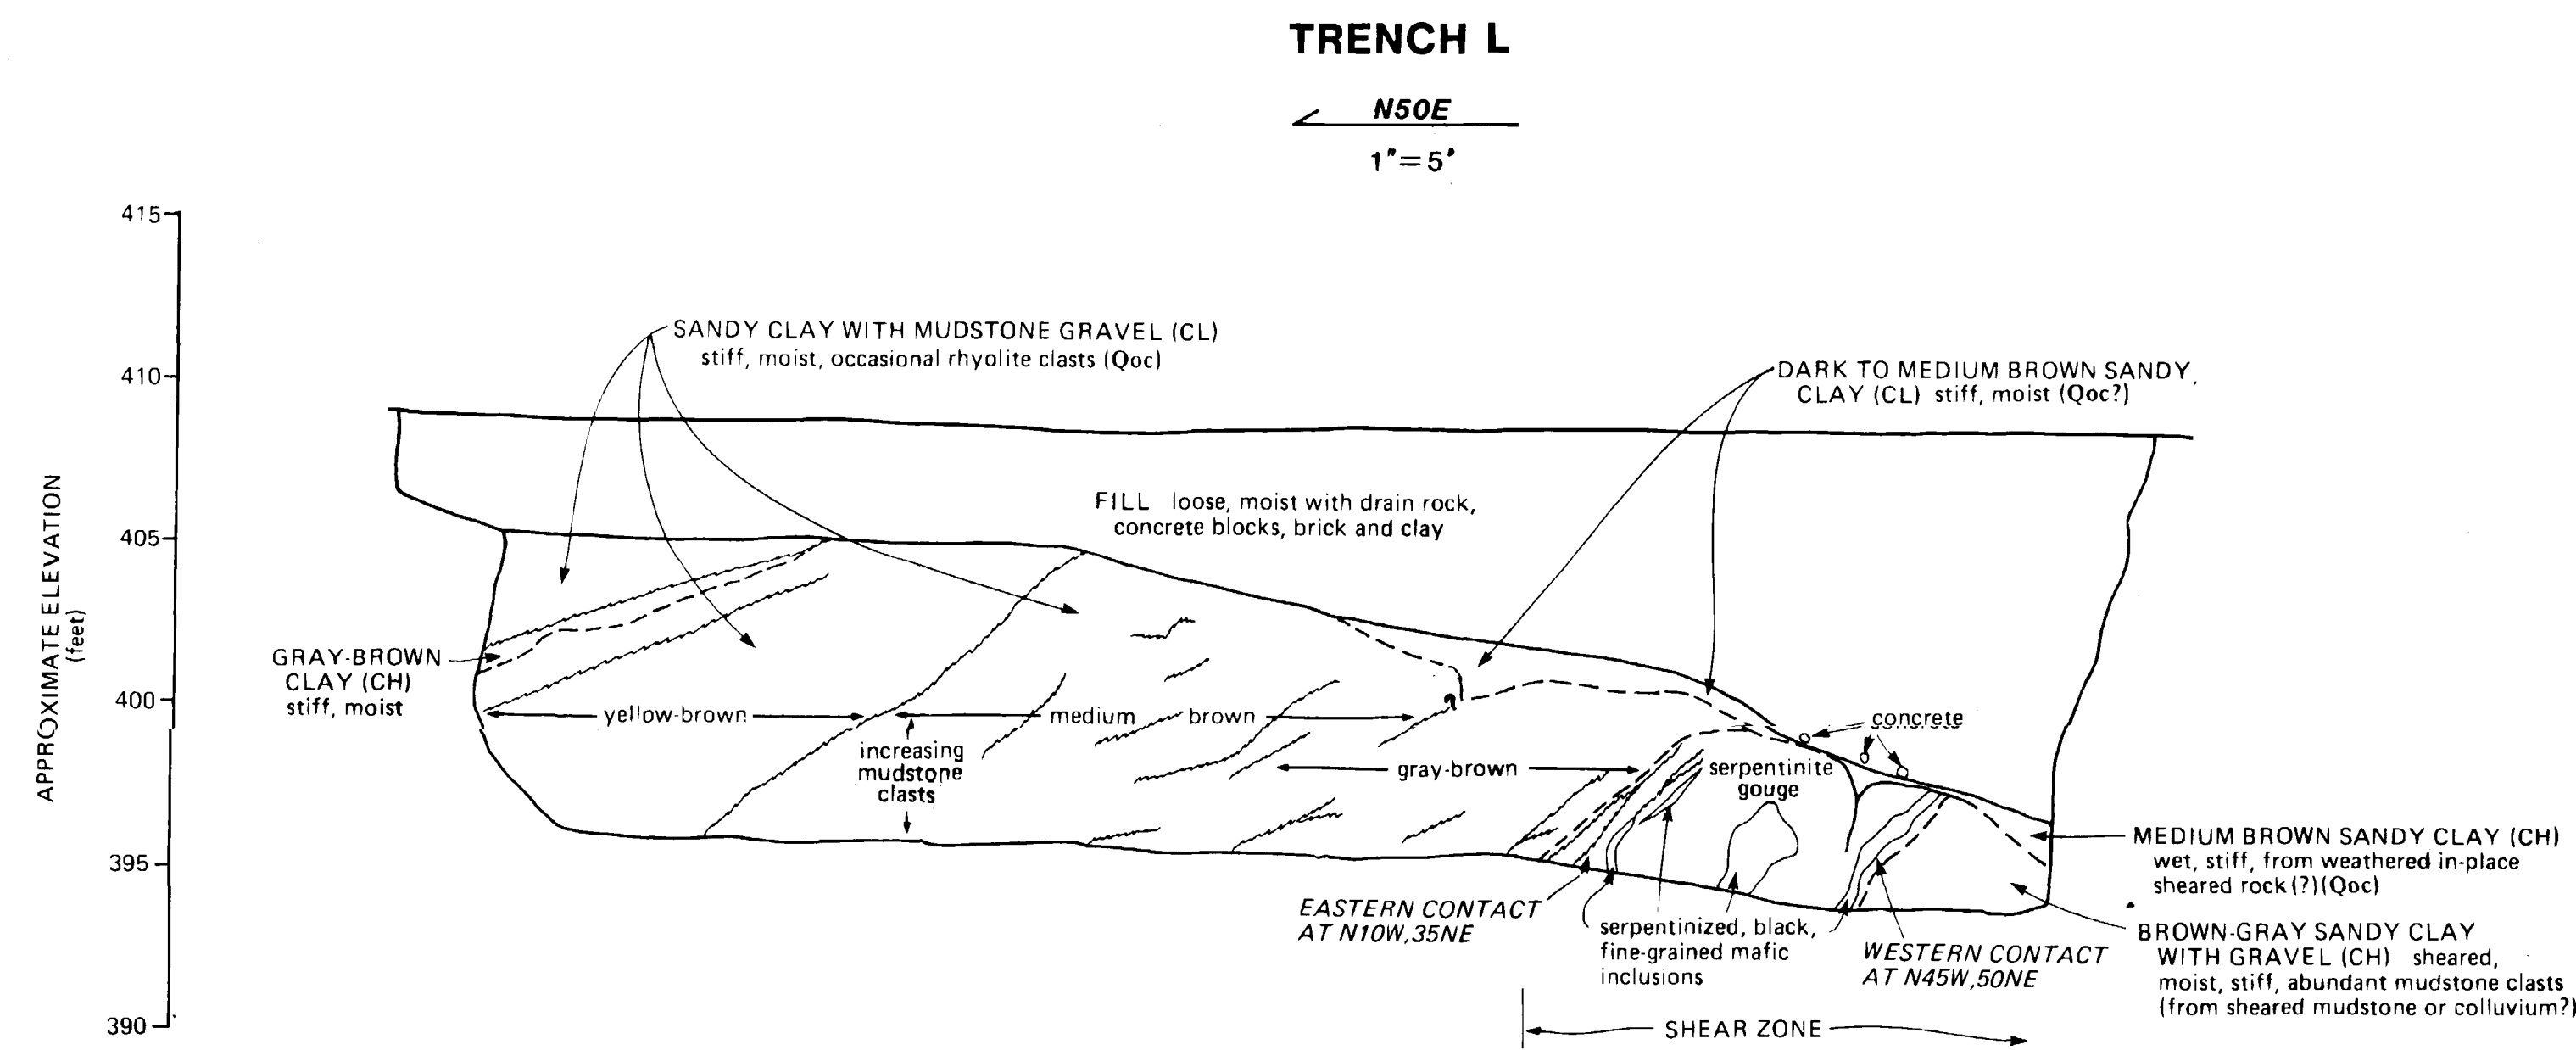 TRENCH L
N50E
1"=5'
415
410
405
400
395
390
APPROXIMATE ELEVATION
(feet)
SANDY CLAY WITH MUDSTONE GRAVEL (CL)
stiff, moist, occasional rhyolite clasts (Qoc)
DARK TO MEDIUM BROWN SANDY
CLAY (CL) stiff, moist (Qoc?)
FILL loose, moist with drain rock,
concrete blocks, brick and clay
GRAY-BROWN
CLAY (CH)
stiff, moist
yellow-brown
medium brown
increasing
mudstone
clasts
gray-brown
serpentinite
gouge
concrete
MEDIUM BROWN SANDY CLAY (CH)
wet, stiff, from weathered in-place
sheared rock(?)(Qoc)
EASTERN CONTACT
AT N10W,35NE
serpentinized, black,
fine-grained mafic
inclusions
WESTERN CONTACT
AT N45W,50NE
BROWN-GRAY SANDY CLAY
WITH GRAVEL (CH) sheared,
moist, stiff, abundant mudstone clasts
(from sheared mudstone or colluvium?)
SHEAR ZONE